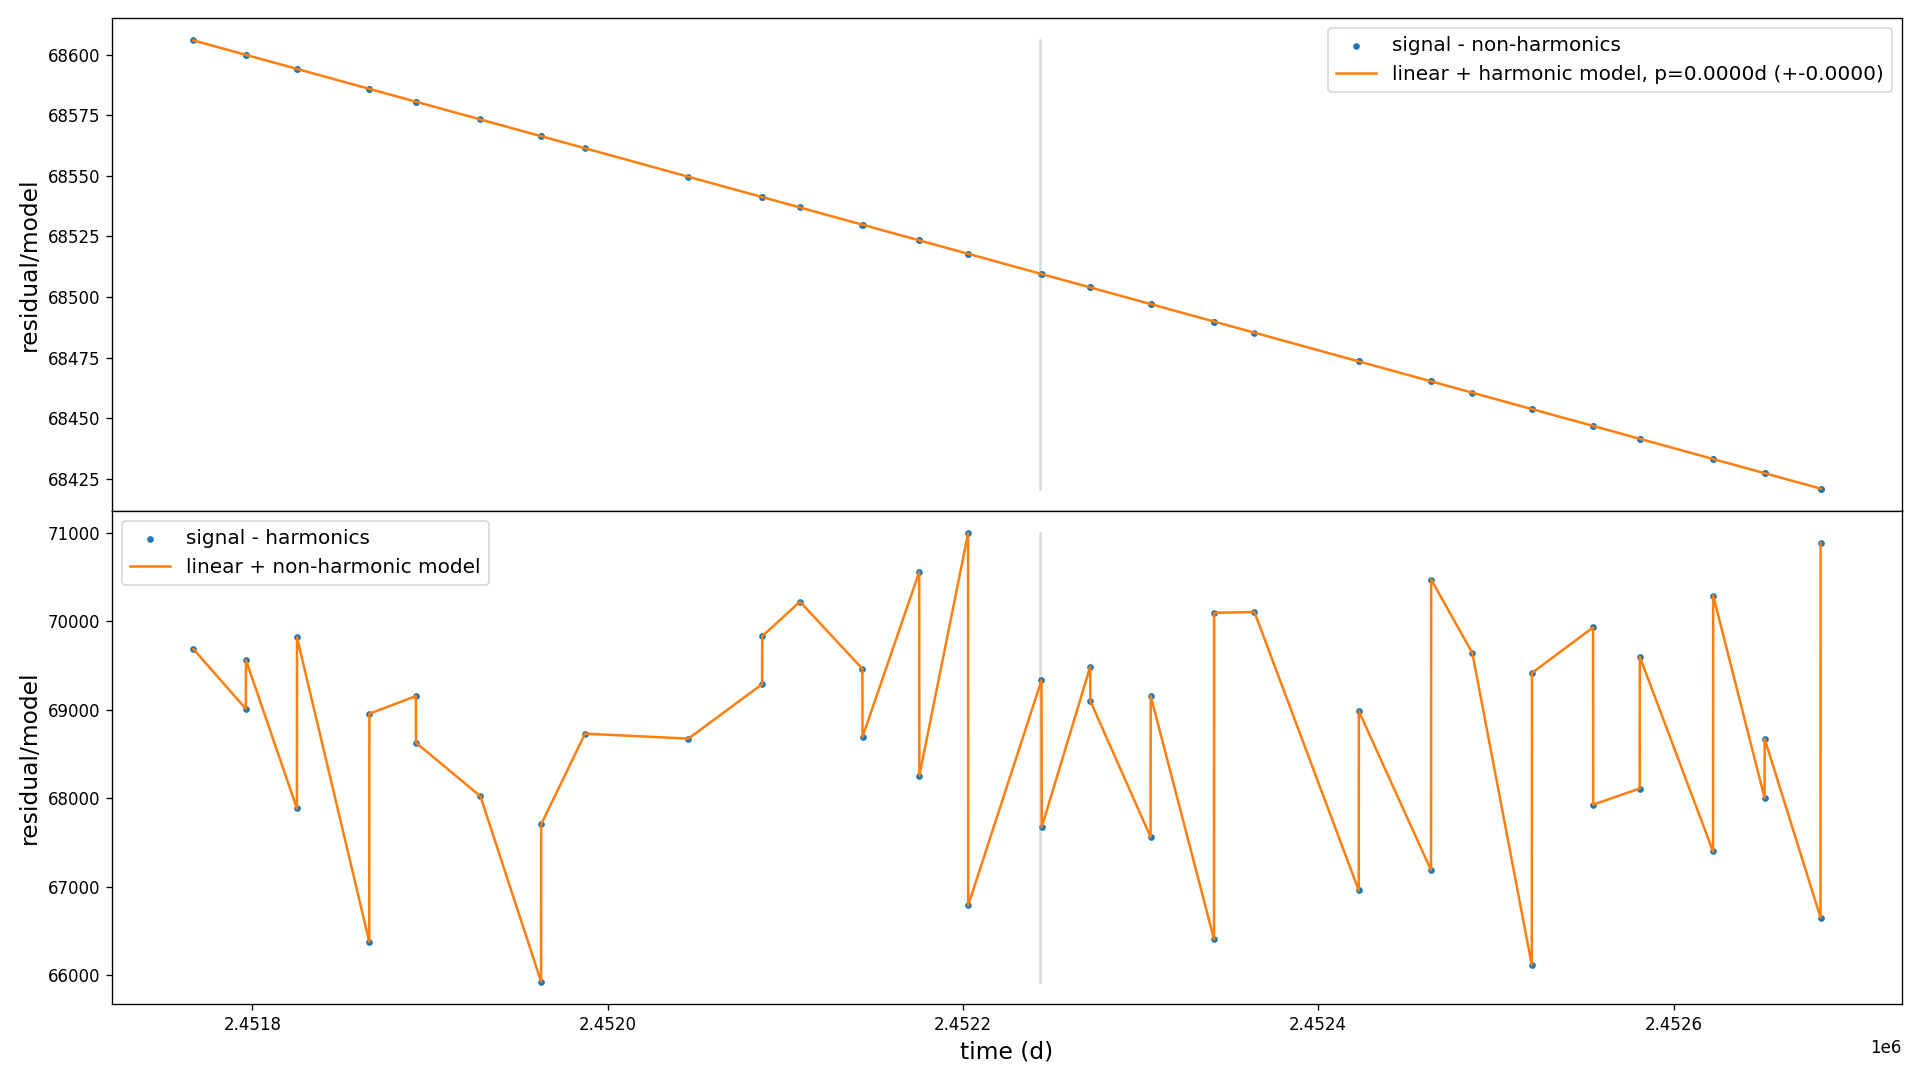 68600
68575
68550
68525
68500
68475
68450
68425
residual/model
signal - non-harmonics
linear + harmonic model, p=0.0000d (+-0.0000)
71000
70000
69000
68000
67000
66000
residual/model
signal - harmonics
linear + non-harmonic model
2.4518
2.4520
2.4522
2.4524
2.4526
time (d)
1e6